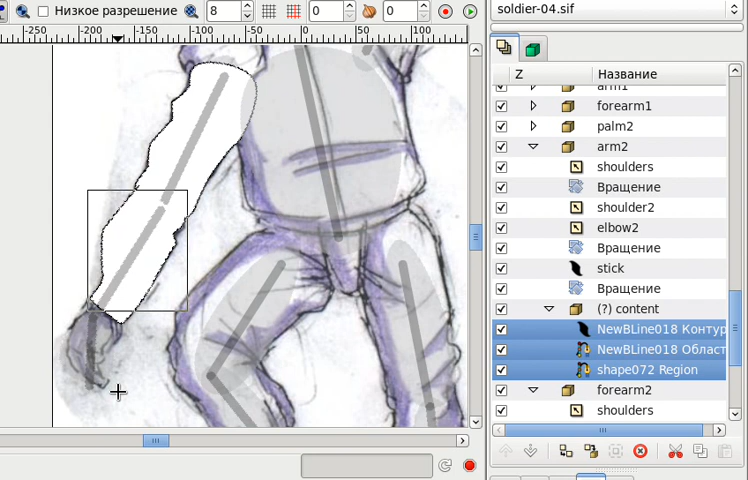 Низкое разрешение
8
0
0
soldier-04.sif
-250
-200
-150
-100
-50
0
50
100
Z
Название
arm1
forearm1
palm2
arm2
shoulders
Вращение
shoulder2
elbow2
Вращение
stick
Вращение
(?) content
NewBLine018 Контур
NewBLine018 Област
shape072 Region
forearm2
shoulders